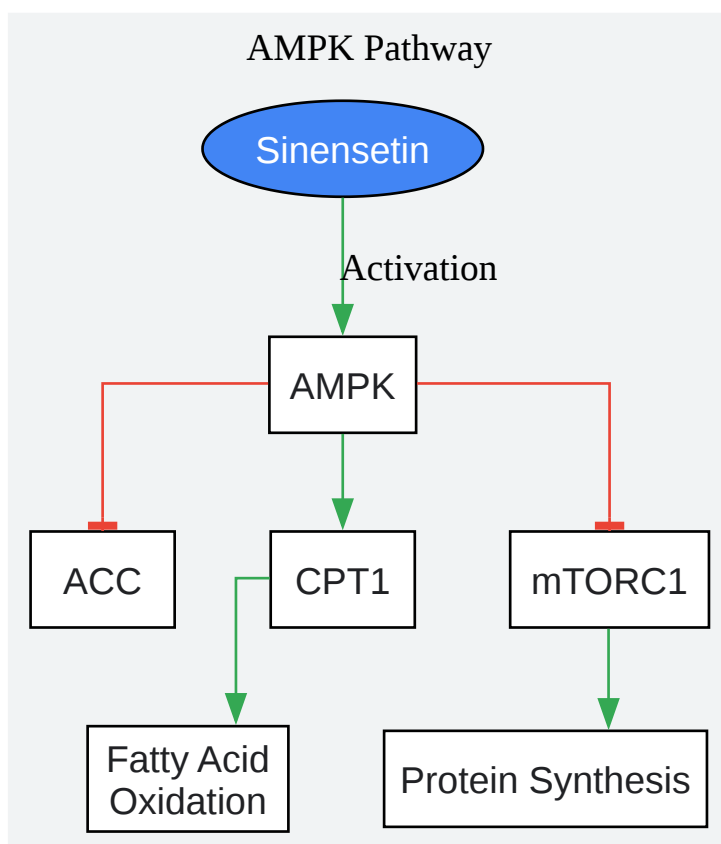 AMPK Pathway
Sinensetin
Activation
AMPK
ACC
CPT1
mTORC1
Fatty Acid
Oxidation
Protein Synthesis